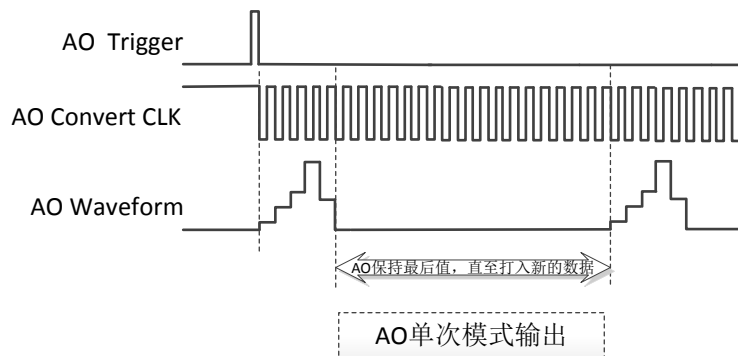 AO Trigger
AO Convert CLK
AO Waveform
AO保持最后值，直至打入新的数据
AO单次模式输出